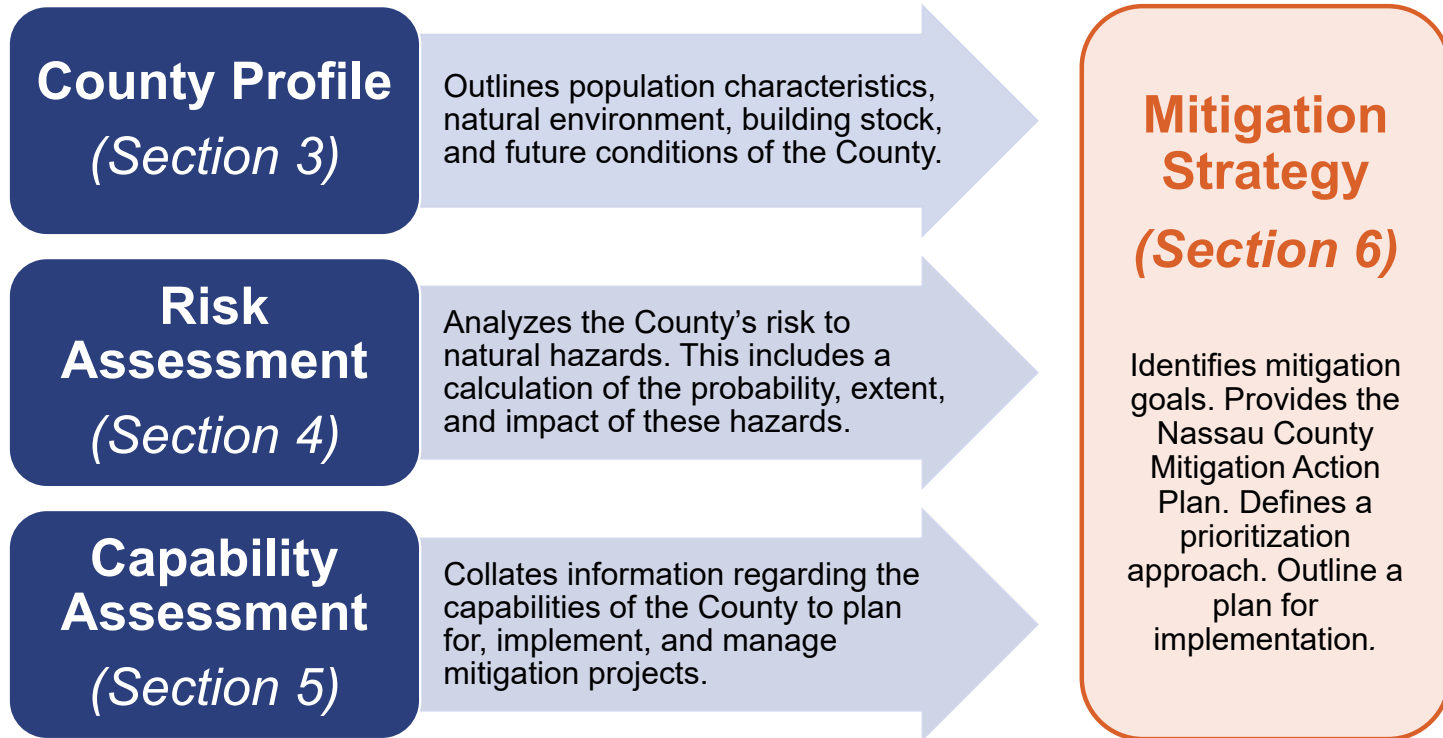 County Profile
(Section 3)
Outlines population characteristics,
natural environment, building stock,
and future conditions of the County.
Risk
Assessment
(Section 4)
Analyzes the County’s risk to
natural hazards. This includes a
calculation of the probability, extent,
and impact of these hazards.
Capability
Assessment
(Section 5)
Collates information regarding the
capabilities of the County to plan
for, implement, and manage
mitigation projects.
Mitigation
Strategy
(Section 6)
Identifies mitigation
goals. Provides the
Nassau County
Mitigation Action
Plan. Defines a
prioritization
approach. Outline a
plan for
implementation.